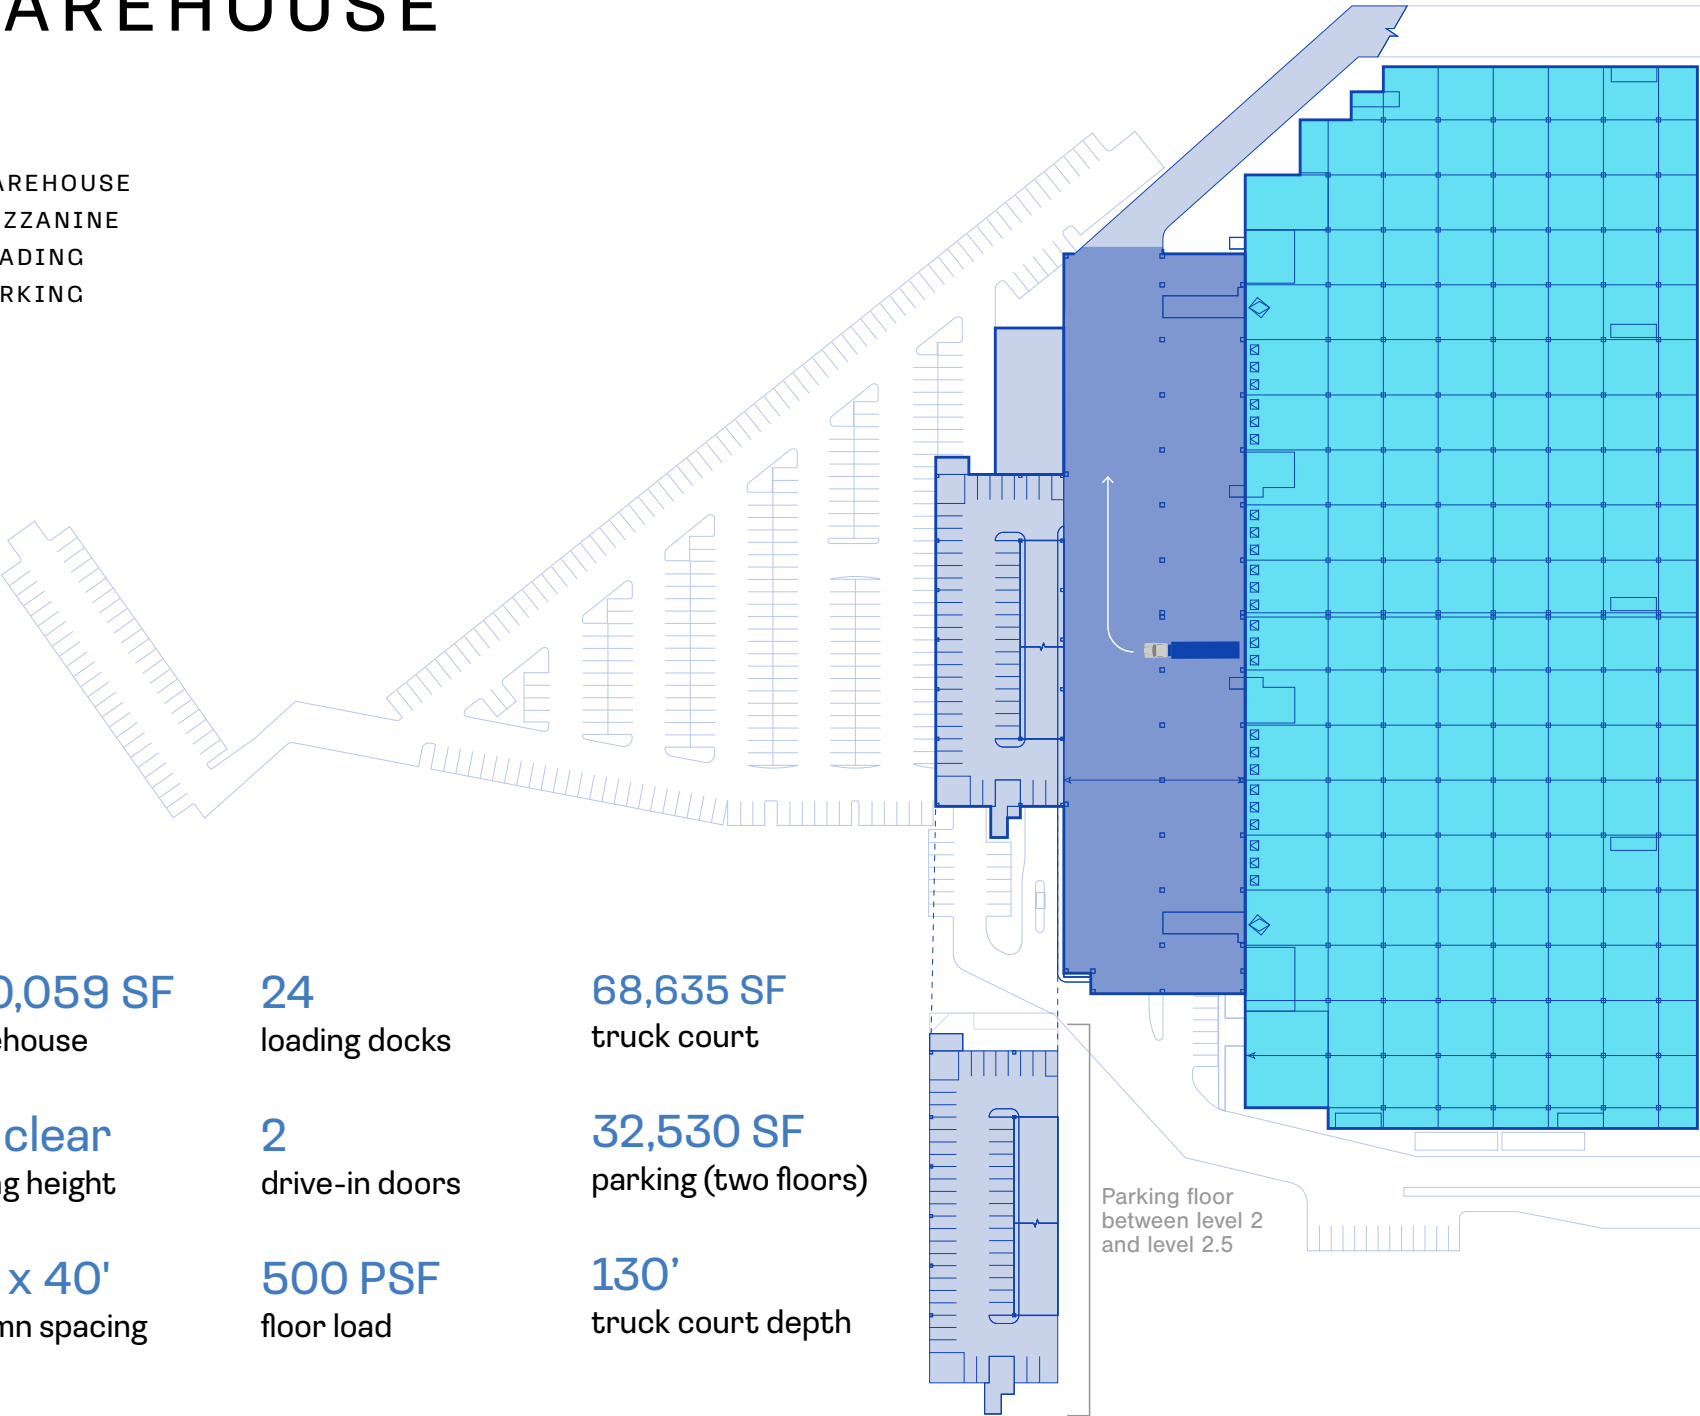 AREHOUSE
AREHOUSE
ZZANINE
ADING
RKING
0,059 SF
ehouse
24
loading docks
68,635 SF
truck court
clear
g height
2
drive-in doors
32,530 SF
parking (two floors)
x 40'
mn spacing
500 PSF
floor load
130’
truck court depth
Parking floor
between level 2
and level 2.5